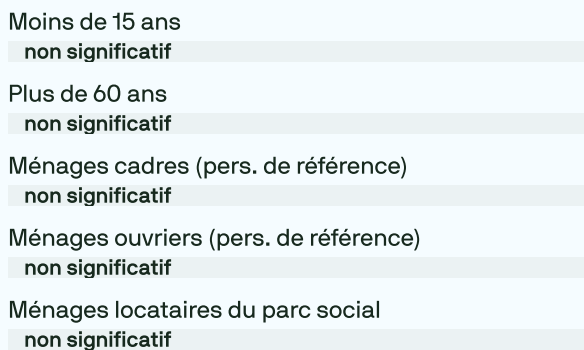 Moins de 15 ans
non significatif
Plus de 60 ans
non significatif
Ménages cadres (pers. de référence)
non significatif
Ménages ouvriers (pers. de référence)
non significatif
Ménages locataires du parc social
non significatif